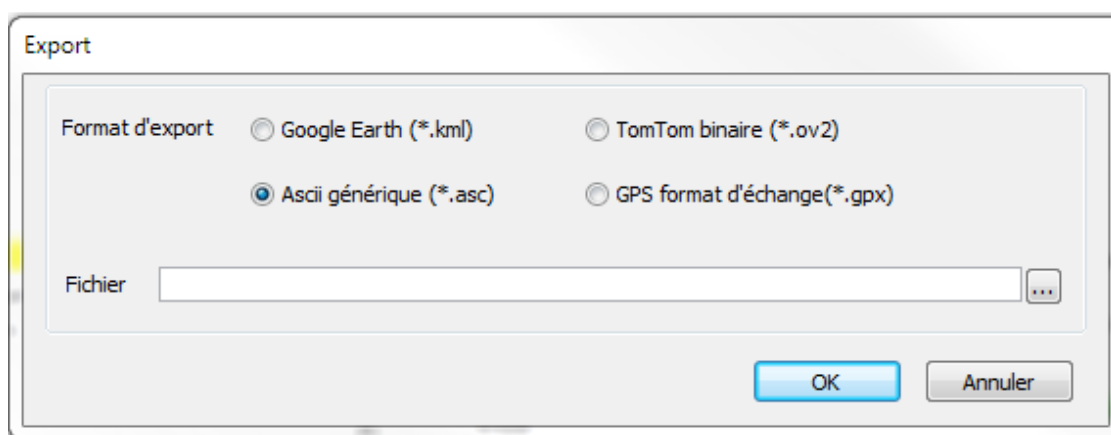 Export
Format d'export Google Earth (*.kml) TomTom binaire (*.ov2)
Ascii générique (*.asc) GPS format d'échange(*.gpx)
Fichier ...
OK Annuler